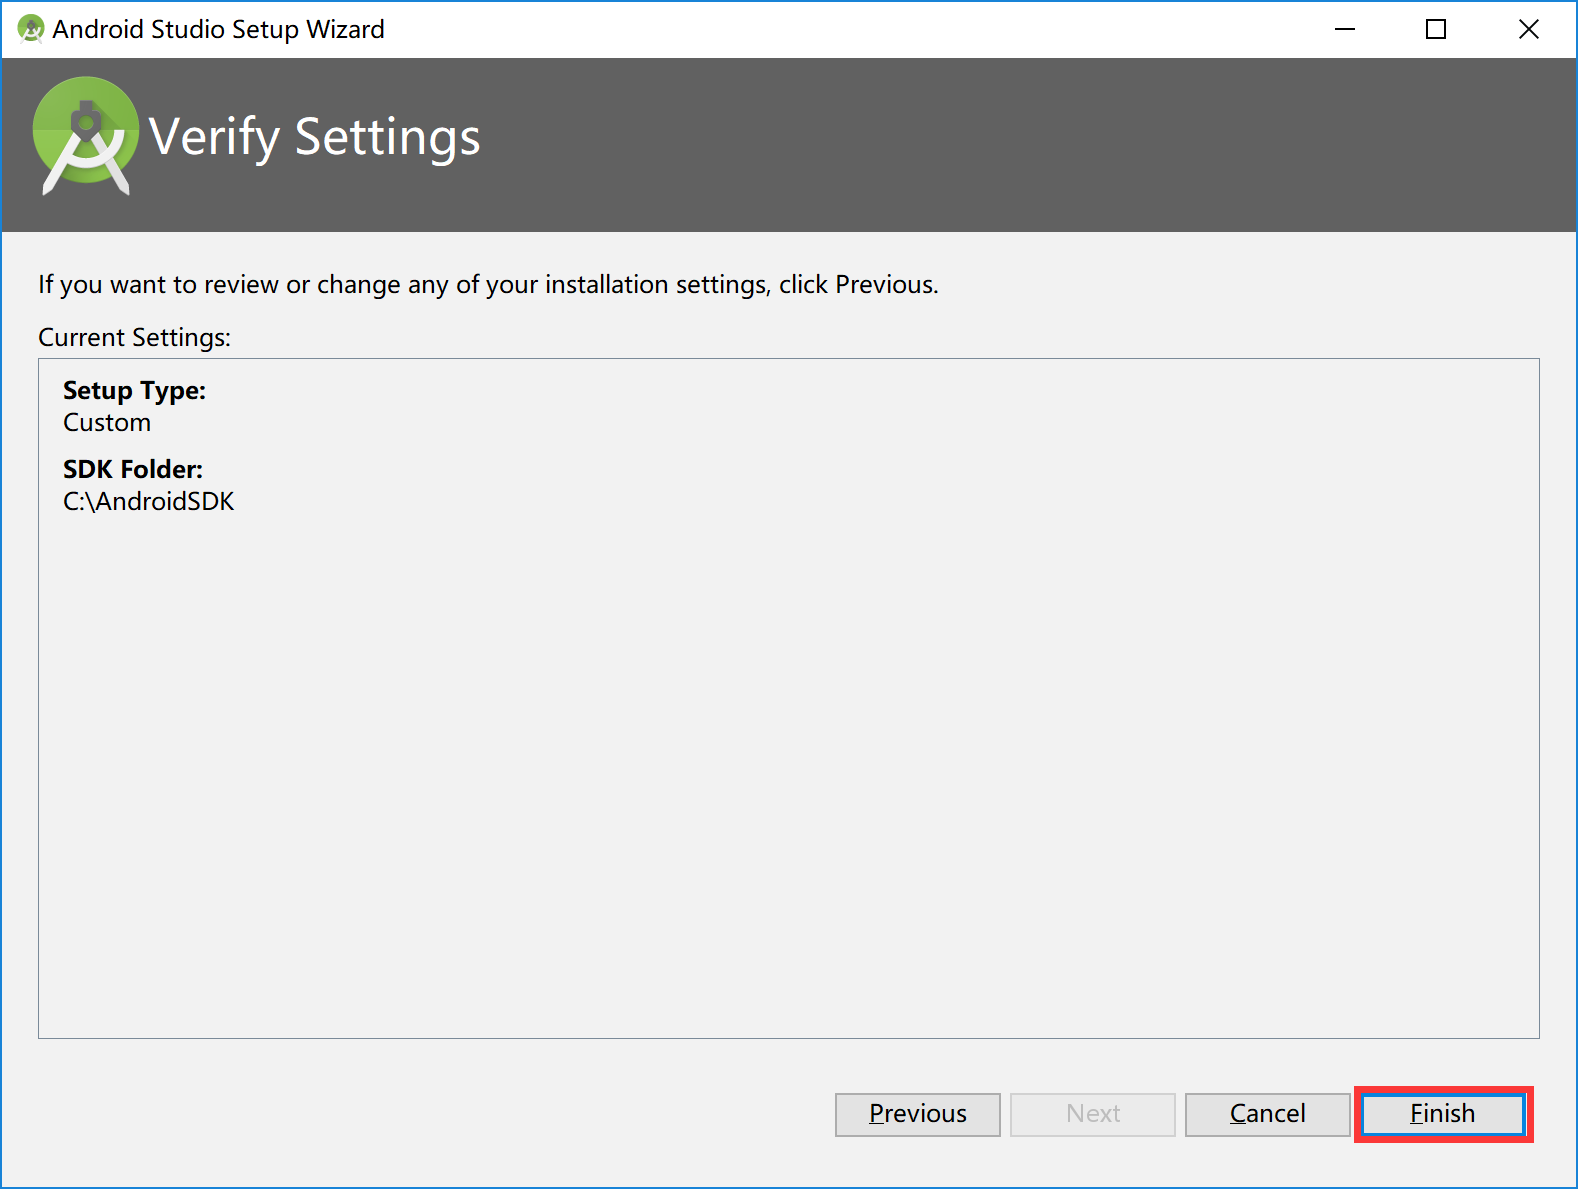 Android Studio Setup Wizard
Verify Settings
If you want to review or change any of your installation settings, click Previous.
Current Settings:
Setup Type:
Custom
SDK Folder:
C:\AndroidSDK
Previous
Next
Cancel
Finish